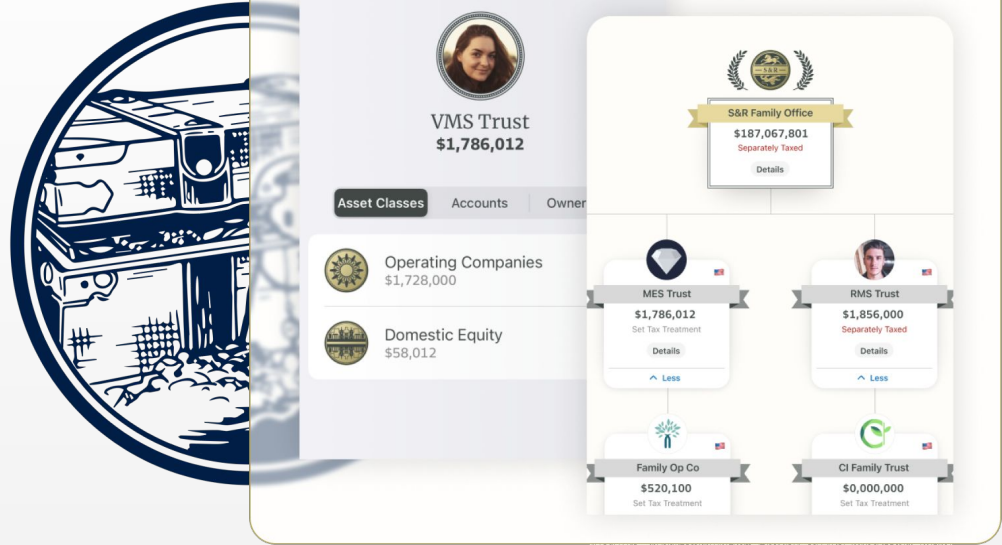 VMS Trust
$1,786,012
Asset Classes
Accounts
Owner
Operating Companies
$1,728,000
Domestic Equity
$58,012
S&R
S&R Family Office
$187,067,801
Separately Taxed
Details
MES Trust
$1,786,012
Set Tax Treatment
Details
Less
RMS Trust
$1,856,000
Separately Taxed
Details
Less
Family Op Co
$520,100
Set Tax Treatment
CI Family Trust
$0,000,000
Set Tax Treatment